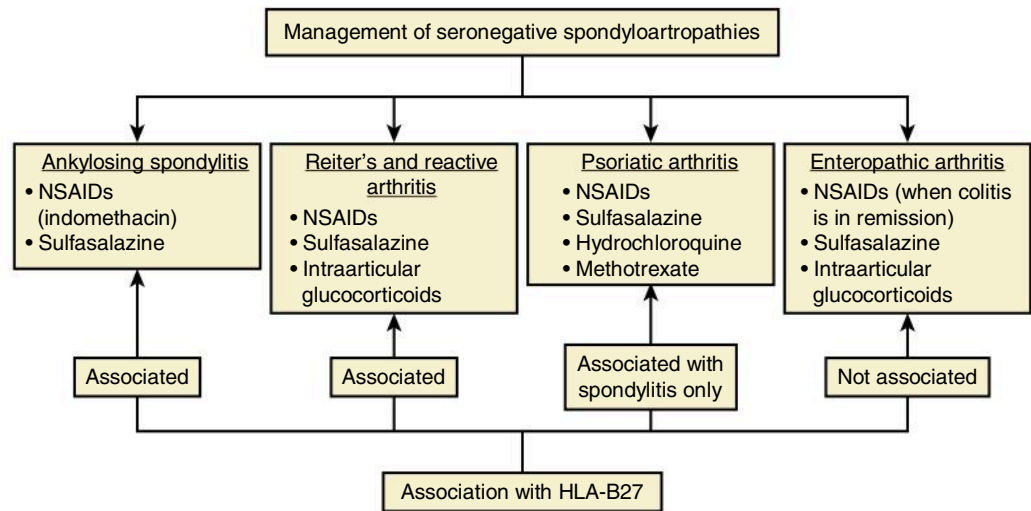 Management of seronegative spondyloartropathies
Ankylosing spondylitis
• NSAIDs
(indomethacin)
• Sulfasalazine
Reiter's and reactive
arthritis
• NSAIDs
• Sulfasalazine
• Intraarticular
glucocorticoids
Psoriatic arthritis
• NSAIDs
• Sulfasalazine
• Hydrochloroquine
• Methotrexate
Enteropathic arthritis
• NSAIDs (when colitis
is in remission)
• Sulfasalazine
• Intraarticular
glucocorticoids
Associated
Associated
Associated with
spondylitis only
Not associated
Association with HLA-B27